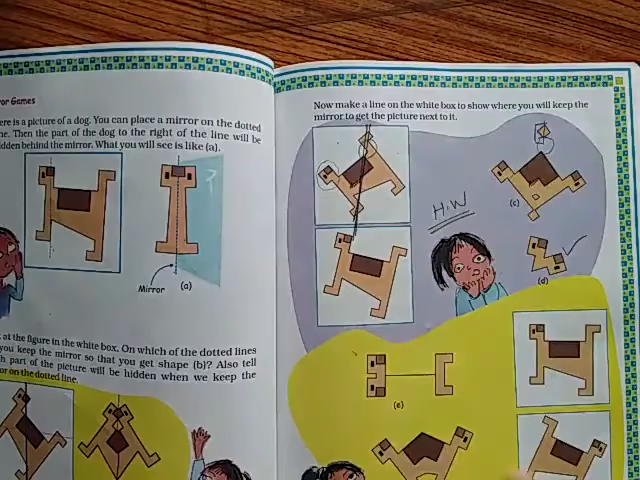 ror Games
ere is a picture of a dog. You can place a mirror on the dotted
ne. Then the part of the dog to the right of the line will be
dden behind the mirror. What you will see is like (a).
Mirror
(a)
at the figure in the white box. On which of the dotted lines
you keep the mirror so that you get shape (b)? Also tell
h part of the picture will be hidden when we keep the
or on the dotted line.
Now make a line on the white box to show where you will keep the
mirror to get the picture next to it.
H.W
(c)
(d)
(e)